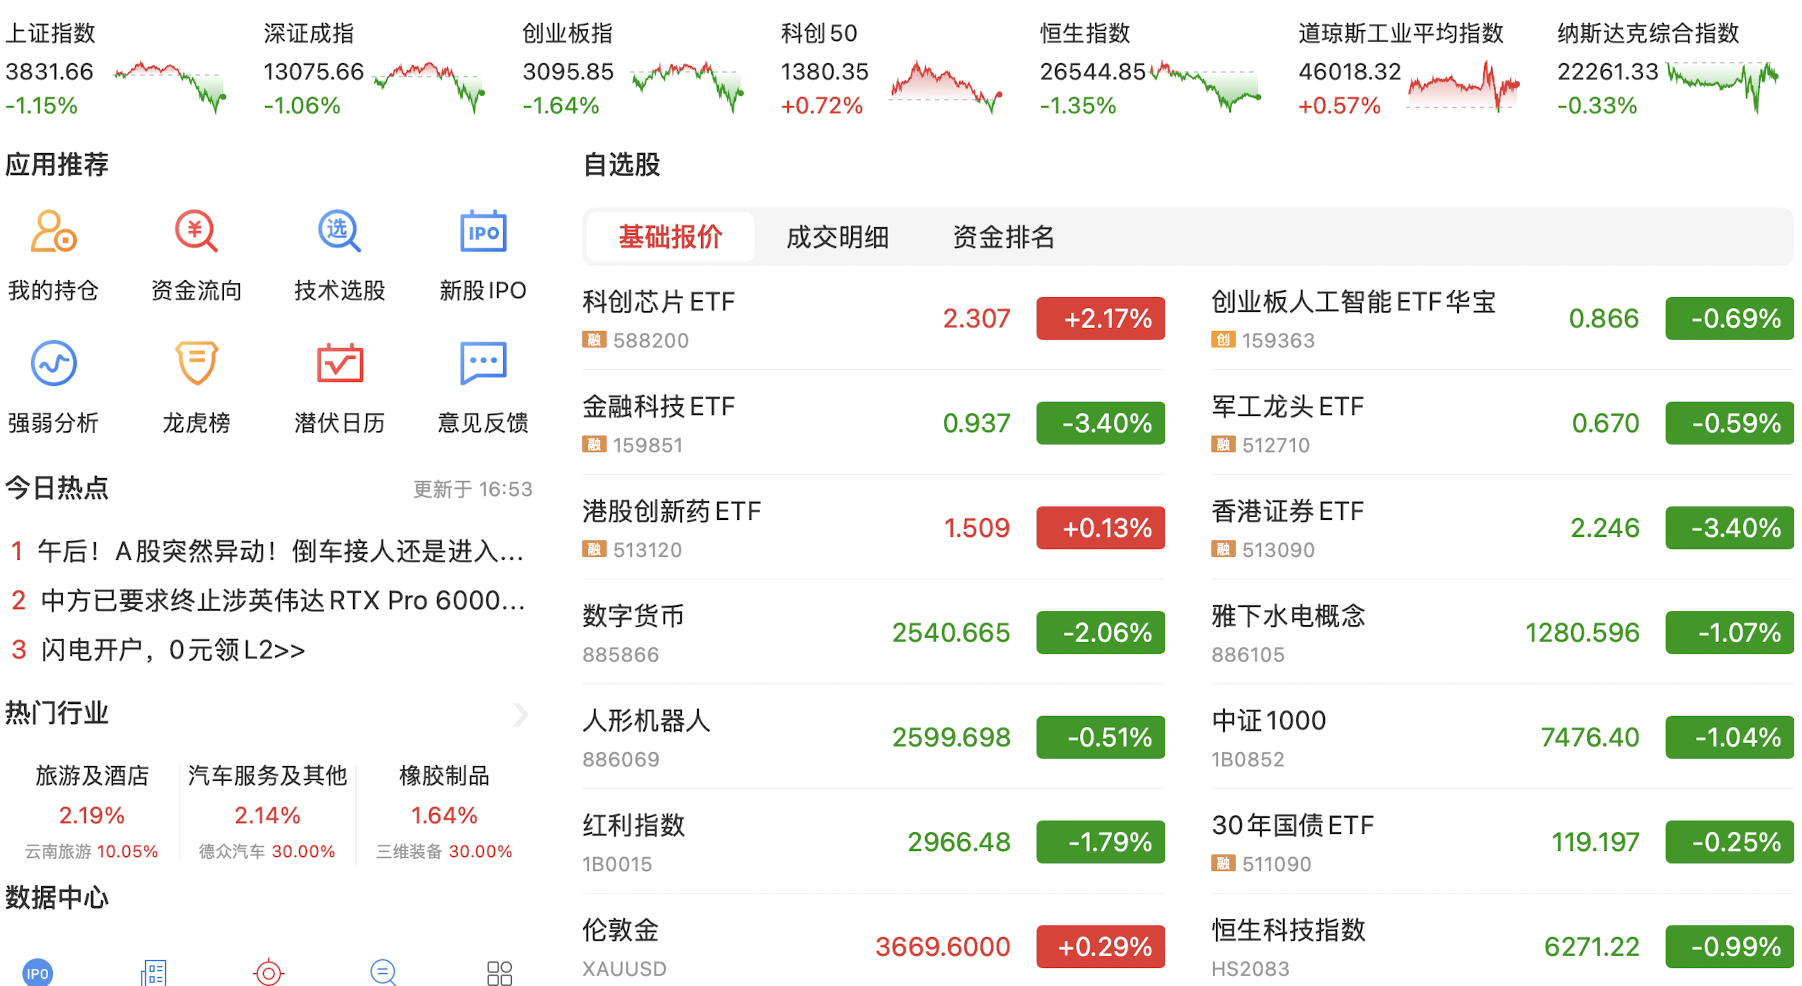 上证指数
3831.66
-1.15%
深证成指
13075.66
-1.06%
创业板指
3095.85
-1.64%
科创50
1380.35
+0.72%
恒生指数
26544.85
-1.35%
道琼斯工业平均指数
46018.32
+0.57%
纳斯达克综合指数
22261.33
-0.33%
应用推荐
¥
选
IPO
我的持仓
资金流向
技术选股
新股IPO
强弱分析
龙虎榜
潜伏日历
意见反馈
今日热点
更新于 16:53
1 午后！A股突然异动！倒车接人还是进入...
2 中方已要求终止涉英伟达RTX Pro 6000...
3 闪电开户，0元领L2>>
热门行业
旅游及酒店
2.19%
云南旅游 10.05%
汽车服务及其他
2.14%
德众汽车 30.00%
橡胶制品
1.64%
三维装备 30.00%
数据中心
IPO
自选股
基础报价
成交明细
资金排名
科创芯片ETF
融 588200
2.307
+2.17%
创业板人工智能ETF华宝
创 159363
0.866
-0.69%
金融科技ETF
融 159851
0.937
-3.40%
军工龙头ETF
融 512710
0.670
-0.59%
港股创新药ETF
融 513120
1.509
+0.13%
香港证券ETF
融 513090
2.246
-3.40%
数字货币
885866
2540.665
-2.06%
雅下水电概念
886105
1280.596
-1.07%
人形机器人
886069
2599.698
-0.51%
中证1000
1B0852
7476.40
-1.04%
红利指数
1B0015
2966.48
-1.79%
30年国债ETF
融 511090
119.197
-0.25%
伦敦金
XAUUSD
3669.6000
+0.29%
恒生科技指数
HS2083
6271.22
-0.99%